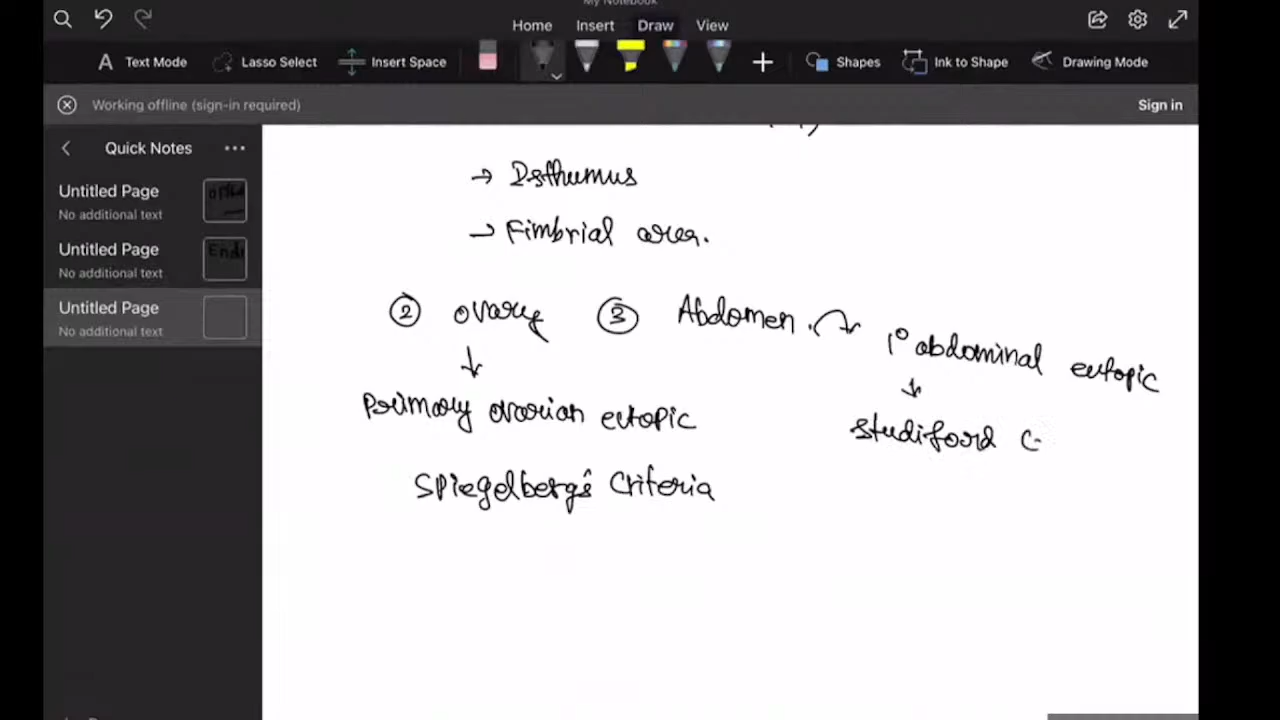 My Notebook
Home Insert Draw View
Text Mode Lasso Select Insert Space Shapes Ink to Shape Drawing Mode
Working offline (sign-in required) Sign in
Quick Notes
Untitled Page
No additional text
Untitled Page
No additional text
Untitled Page
No additional text
→ Isthumus
→ Fimbrial area.
② ovary ③ Abdomen.
1° abdominal ectopic
↓
Primary ovarian ectopic
Studiford C
Spiegelberg's Criteria